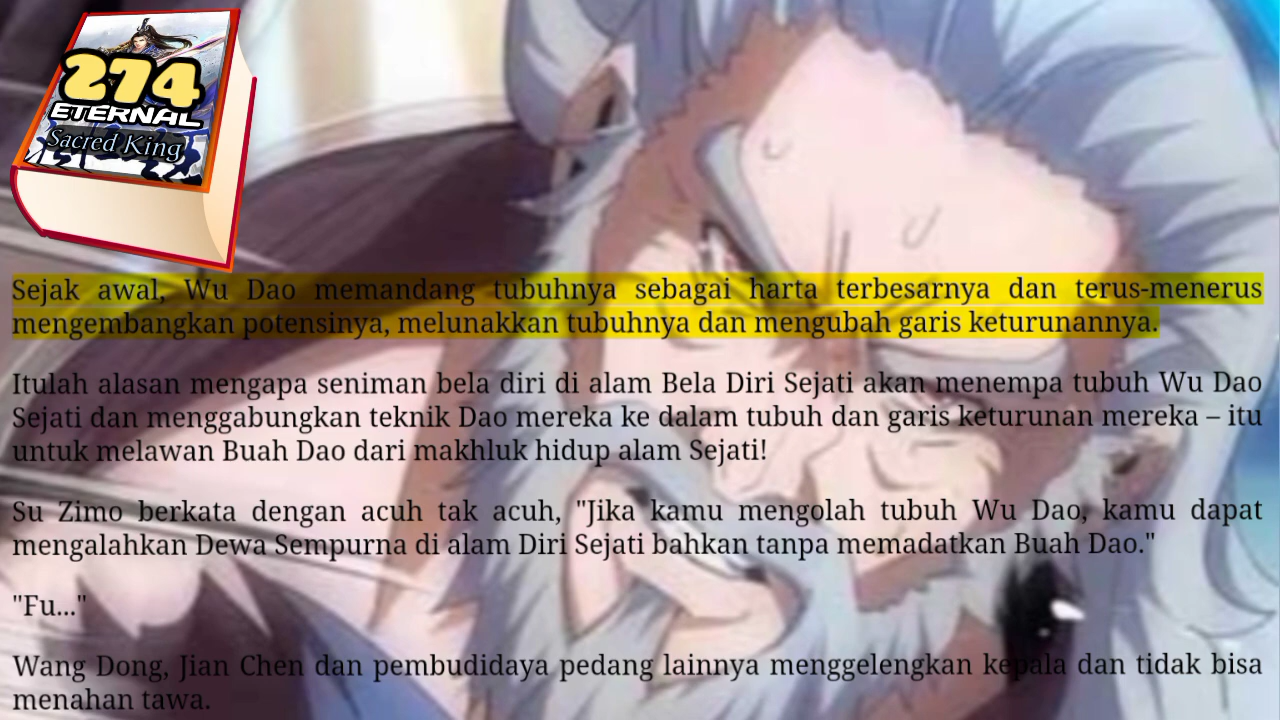 274
ETERNAL
Sacred King
Sejak awal, Wu Dao memandang tubuhnya sebagai harta terbesarnya dan terus-menerus
mengembangkan potensinya, melunakkan tubuhnya dan mengubah garis keturunannya.
Itulah alasan mengapa seniman bela diri di alam Bela Diri Sejati akan menempa tubuh Wu Dao
Sejati dan menggabungkan teknik Dao mereka ke dalam tubuh dan garis keturunan mereka – itu
untuk melawan Buah Dao dari makhluk hidup alam Sejati!
Su Zimo berkata dengan acuh tak acuh, "Jika kamu mengolah tubuh Wu Dao, kamu dapat
mengalahkan Dewa Sempurna di alam Diri Sejati bahkan tanpa memadatkan Buah Dao."
"Fu..."
Wang Dong, Jian Chen dan pembudidaya pedang lainnya menggelengkan kepala dan tidak bisa
menahan tawa.